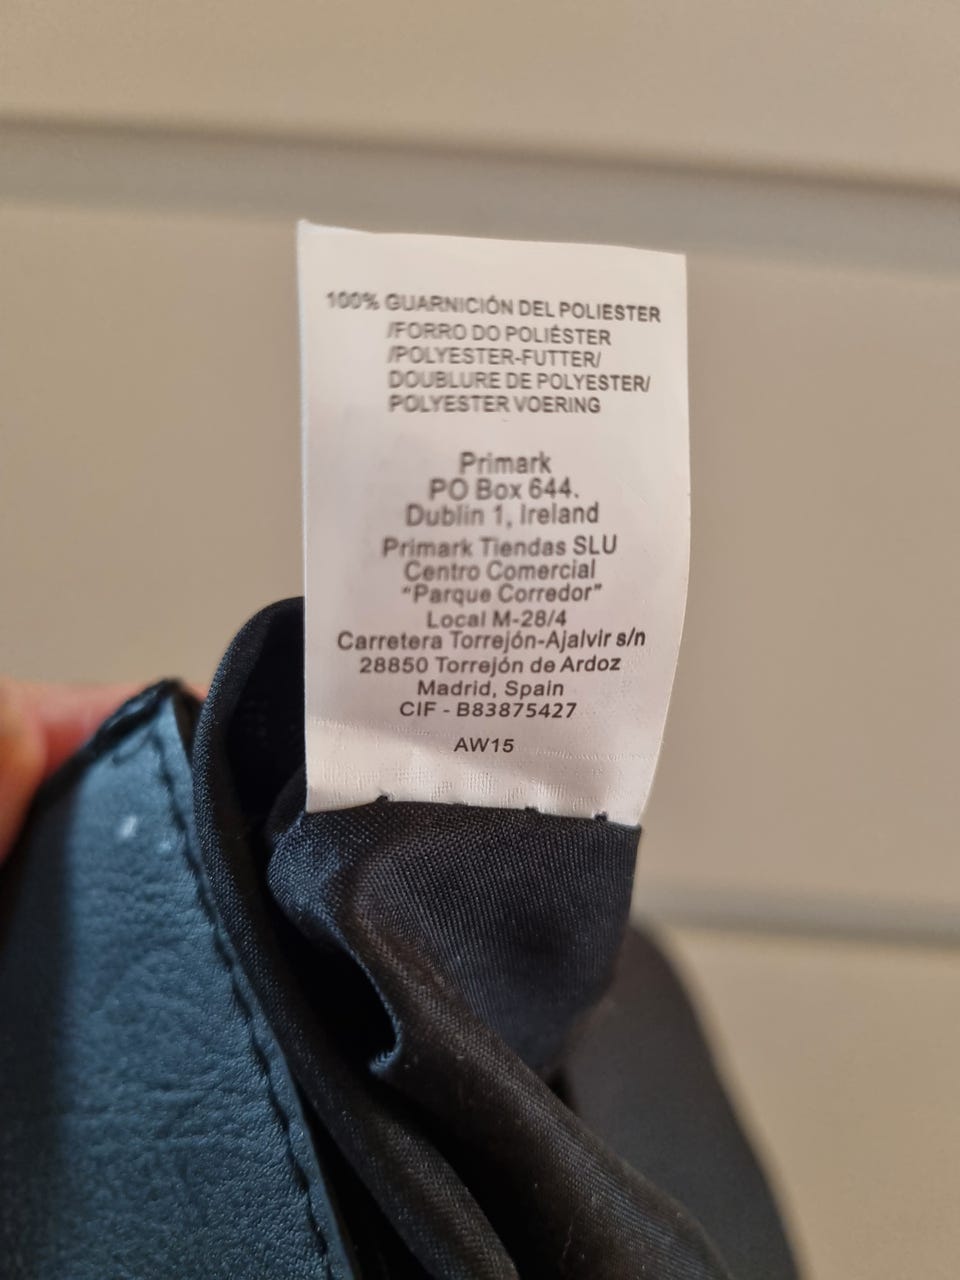 100% GUARNICIÓN DEL POLIESTER
/FORRO DO POLIÉSTER
/POLYESTER-FUTTER/
DOUBLURE DE POLYESTER/
POLYESTER VOERING
Primark
PO Box 644.
Dublin 1, Ireland
Primark Tiendas SLU
Centro Comercial
"Parque Corredor"
Local M-28/4
Carretera Torrejón-Ajalvir s/n
28850 Torrejón de Ardoz
Madrid, Spain
CIF - B83875427
AW15